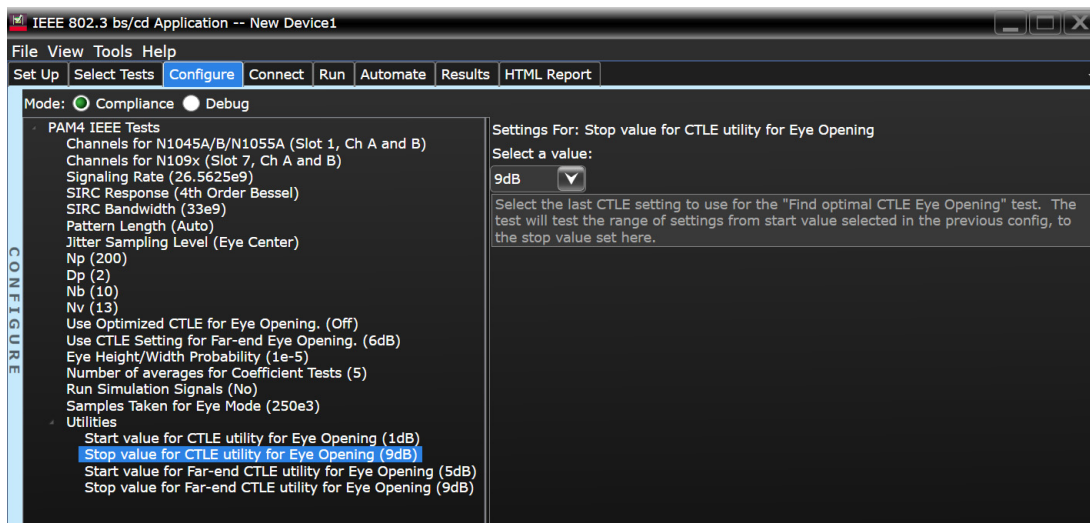 IEEE 802.3 bs/cd Application -- New Device1
File View Tools Help
Set Up Select Tests Configure Connect Run Automate Results HTML Report
Mode: Compliance Debug
CONFIGURE
PAM4 IEEE Tests
Channels for N1045A/B/N1055A (Slot 1, Ch A and B)
Channels for N109x (Slot 7, Ch A and B)
Signaling Rate (26.5625e9)
SIRC Response (4th Order Bessel)
SIRC Bandwidth (33e9)
Pattern Length (Auto)
Jitter Sampling Level (Eye Center)
Np (200)
Dp (2)
Nb (10)
Nv (13)
Use Optimized CTLE for Eye Opening. (Off)
Use CTLE Setting for Far-end Eye Opening. (6dB)
Eye Height/Width Probability (1e-5)
Number of averages for Coefficient Tests (5)
Run Simulation Signals (No)
Samples Taken for Eye Mode (250e3)
Utilities
Start value for CTLE utility for Eye Opening (1dB)
Stop value for CTLE utility for Eye Opening (9dB)
Start value for Far-end CTLE utility for Eye Opening (5dB)
Stop value for Far-end CTLE utility for Eye Opening (9dB)
Settings For: Stop value for CTLE utility for Eye Opening
Select a value:
9dB
Select the last CTLE setting to use for the "Find optimal CTLE Eye Opening" test. The
test will test the range of settings from start value selected in the previous config, to
the stop value set here.